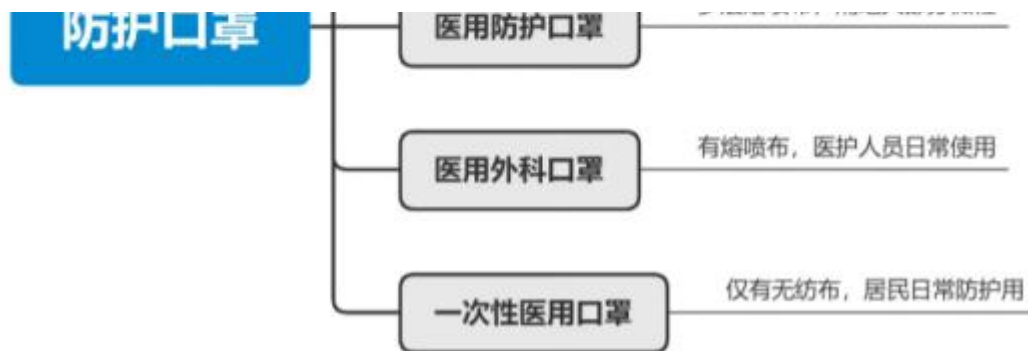 防护口罩
医用防护口罩
医用外科口罩
有熔喷布，医护人员日常使用
一次性医用口罩
仅有无纺布，居民日常防护用